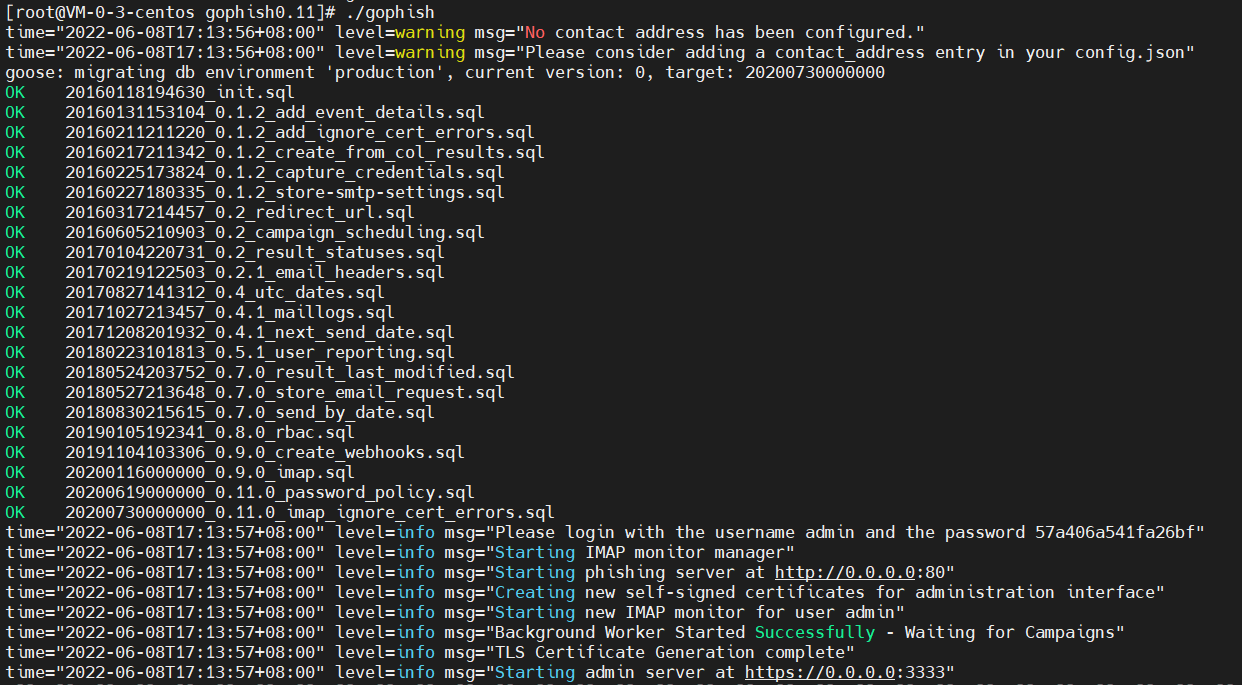 [root@VM-0-3-centos gophish0.11]# ./gophish
time="2022-06-08T17:13:56+08:00" level=warning msg="No contact address has been configured."
time="2022-06-08T17:13:56+08:00" level=warning msg="Please consider adding a contact_address entry in your config.json"
goose: migrating db environment 'production', current version: 0, target: 20200730000000
OK    20160118194630_init.sql
OK    20160131153104_0.1.2_add_event_details.sql
OK    20160211211220_0.1.2_add_ignore_cert_errors.sql
OK    20160217211342_0.1.2_create_from_col_results.sql
OK    20160225173824_0.1.2_capture_credentials.sql
OK    20160227180335_0.1.2_store-smtp-settings.sql
OK    20160317214457_0.2_redirect_url.sql
OK    20160605210903_0.2_campaign_scheduling.sql
OK    20170104220731_0.2_result_statuses.sql
OK    20170219122503_0.2.1_email_headers.sql
OK    20170827141312_0.4_utc_dates.sql
OK    20171027213457_0.4.1_maillogs.sql
OK    20171208201932_0.4.1_next_send_date.sql
OK    20180223101813_0.5.1_user_reporting.sql
OK    20180524203752_0.7.0_result_last_modified.sql
OK    20180527213648_0.7.0_store_email_request.sql
OK    20180830215615_0.7.0_send_by_date.sql
OK    20190105192341_0.8.0_rbac.sql
OK    20191104103306_0.9.0_create_webhooks.sql
OK    20200116000000_0.9.0_imap.sql
OK    20200619000000_0.11.0_password_policy.sql
OK    20200730000000_0.11.0_imap_ignore_cert_errors.sql
time="2022-06-08T17:13:57+08:00" level=info msg="Please login with the username admin and the password 57a406a541fa26bf"
time="2022-06-08T17:13:57+08:00" level=info msg="Starting IMAP monitor manager"
time="2022-06-08T17:13:57+08:00" level=info msg="Starting phishing server at http://0.0.0.0:80"
time="2022-06-08T17:13:57+08:00" level=info msg="Creating new self-signed certificates for administration interface"
time="2022-06-08T17:13:57+08:00" level=info msg="Starting new IMAP monitor for user admin"
time="2022-06-08T17:13:57+08:00" level=info msg="Background Worker Started Successfully - Waiting for Campaigns"
time="2022-06-08T17:13:57+08:00" level=info msg="TLS Certificate Generation complete"
time="2022-06-08T17:13:57+08:00" level=info msg="Starting admin server at https://0.0.0.0:3333"